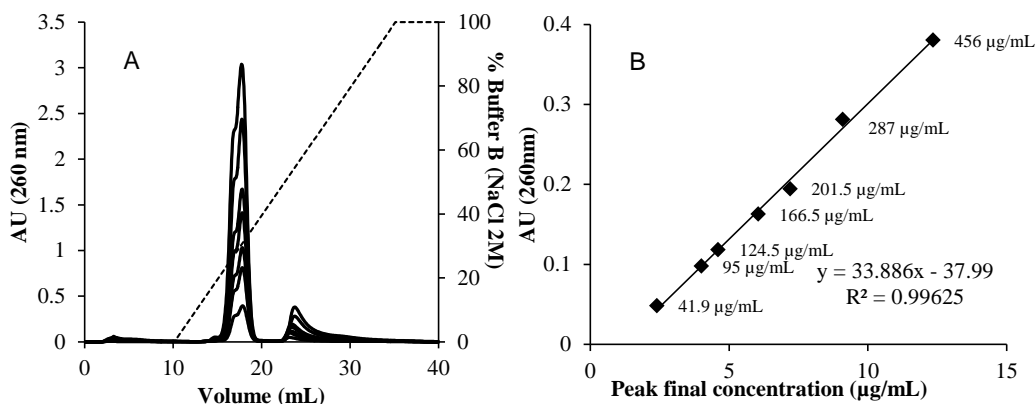 A
AU (260 nm)
3.5
3
2.5
2
1.5
1
0.5
0
0
10
20
30
40
Volume (mL)
100
80
60
40
20
0
% Buffer B (NaCl 2M)
B
AU (260nm)
0.4
0.3
0.2
0.1
0
0
5
10
15
Peak final concentration (µg/mL)
456 µg/mL
287 µg/mL
201.5 µg/mL
166.5 µg/mL
124.5 µg/mL
95 µg/mL
41.9 µg/mL
y = 33.886x - 37.99
R² = 0.99625